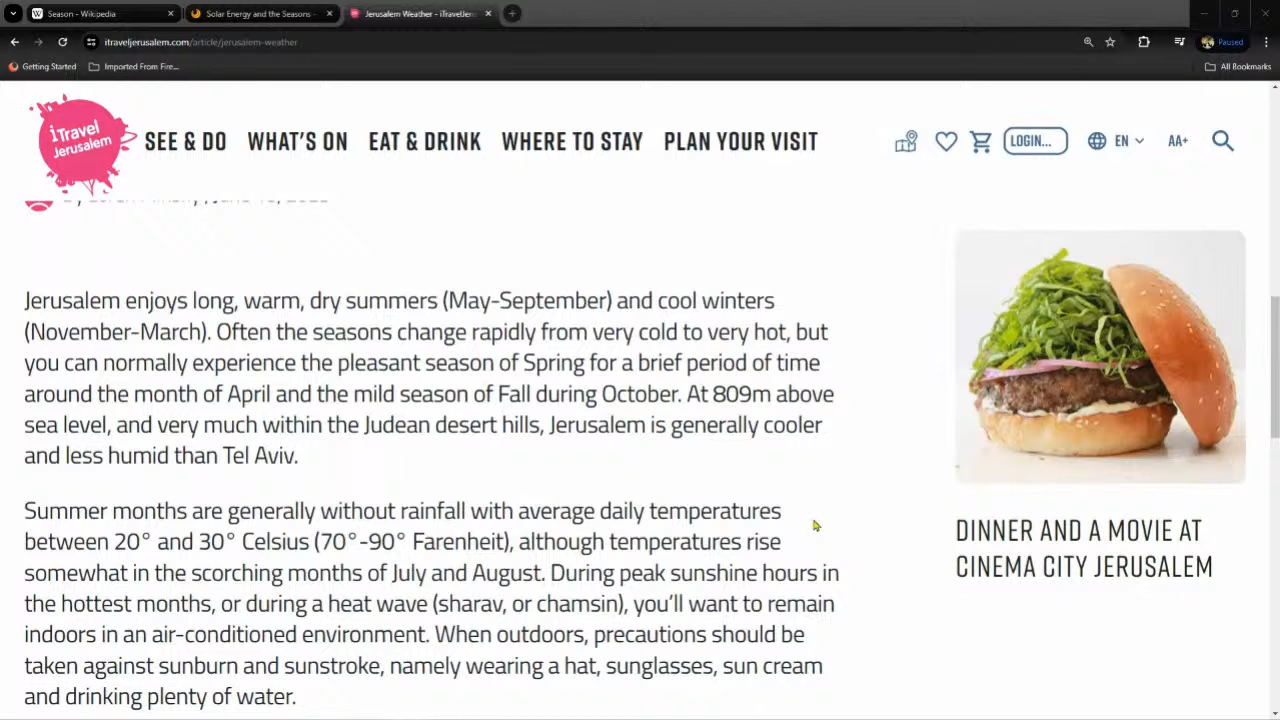 Season - Wikipedia
Solar Energy and the Seasons -
Jerusalem Weather - iTravelJeru
itraveljerusalem.com/article/jerusalem-weather
Paused
Getting Started
Imported From Fire...
All Bookmarks
iTravel
Jerusalem
SEE & DO
WHAT'S ON
EAT & DRINK
WHERE TO STAY
PLAN YOUR VISIT
LOGIN...
EN
AA+
Jerusalem enjoys long, warm, dry summers (May-September) and cool winters
(November-March). Often the seasons change rapidly from very cold to very hot, but
you can normally experience the pleasant season of Spring for a brief period of time
around the month of April and the mild season of Fall during October. At 809m above
sea level, and very much within the Judean desert hills, Jerusalem is generally cooler
and less humid than Tel Aviv.
Summer months are generally without rainfall with average daily temperatures
between 20° and 30° Celsius (70°-90° Farenheit), although temperatures rise
somewhat in the scorching months of July and August. During peak sunshine hours in
the hottest months, or during a heat wave (sharav, or chamsin), you'll want to remain
indoors in an air-conditioned environment. When outdoors, precautions should be
taken against sunburn and sunstroke, namely wearing a hat, sunglasses, sun cream
and drinking plenty of water.
DINNER AND A MOVIE AT
CINEMA CITY JERUSALEM